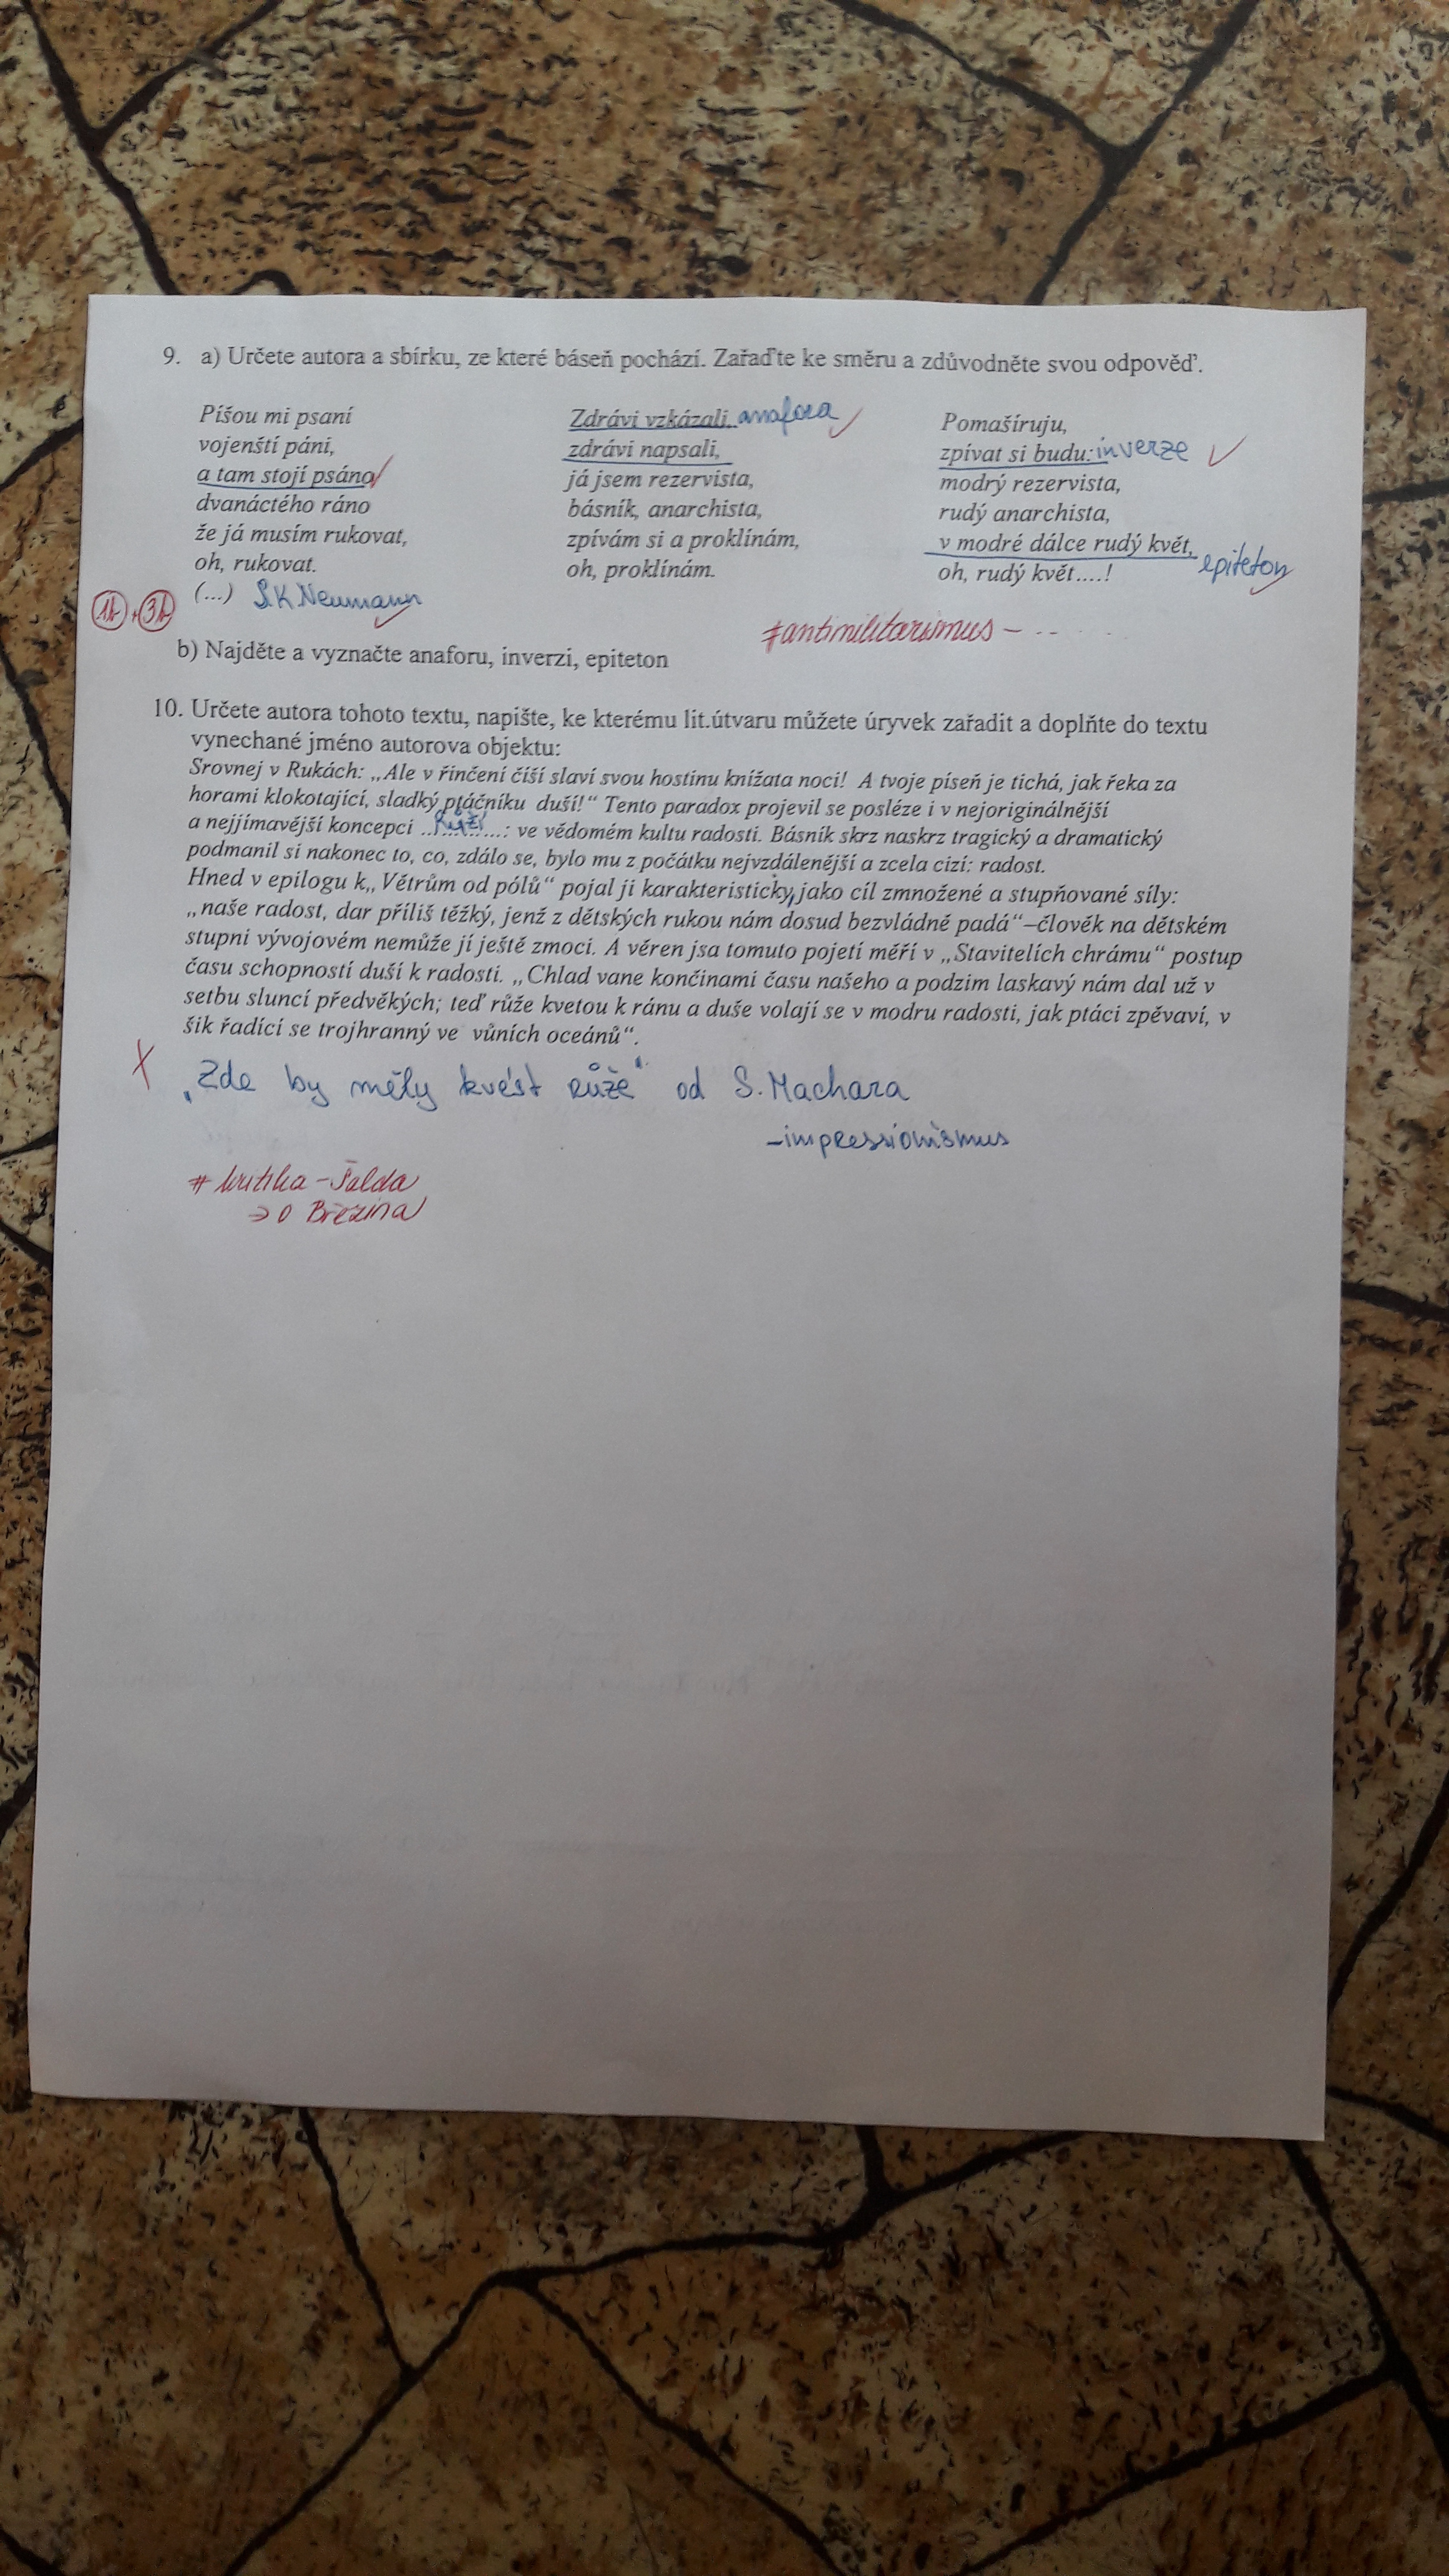 9. a) Určete autora a sbírku, ze které báseň pochází. Zařaďte ke směru a zdůvodněte svou odpověď.
Píšou mi psaní
vojenští páni,
a tam stojí psáno
dvanáctého ráno
že já musím rukovat,
oh, rukovat.
(...) S.K.Neumann
1b + 3b
Zdrávi vzkázali, anafora
zdrávi napsali,
já jsem rezervista,
básník, anarchista,
zpívám si a proklínám,
oh, proklínám.
Pomašíruju,
zpívat si budu: inverze
modrý rezervista,
rudý anarchista,
v modré dálce rudý květ,
epiteton
oh, rudý květ....!
#antimilitarismus - -- . .
b) Najděte a vyznačte anaforu, inverzi, epiteton
10. Určete autora tohoto textu, napište, ke kterému lit.útvaru můžete úryvek zařadit a doplňte do textu
vynechané jméno autorova objektu:
Srovnej v Rukách: „Ale v řinčení číší slaví svou hostinu knížata noci! A tvoje píseň je tichá, jak řeka za
horami klokotající, sladký ptáčníku duší!“ Tento paradox projevil se posléze i v nejoriginálnější
a nejjímavější koncepci ...Růží...: ve vědomém kultu radosti. Básník skrz naskrz tragický a dramatický
podmanil si nakonec to, co, zdálo se, bylo mu z počátku nejvzdálenější a zcela cizí: radost.
Hned v epilogu k„ Větrům od pólů“ pojal ji karakteristicky,jako cíl zmnožené a stupňované síly:
„naše radost, dar příliš těžký, jenž z dětských rukou nám dosud bezvládně padá“–člověk na dětském
stupni vývojovém nemůže jí ještě zmoci. A věren jsa tomuto pojetí měří v „Stavitelích chrámu“ postup
času schopností duší k radosti. „Chlad vane končinami času našeho a podzim laskavý nám dal už v
setbu sluncí předvěkých; teď růže kvetou k ránu a duše volají se v modru radosti, jak ptáci zpěvaví, v
šik řadící se trojhranný ve vůních oceánů“.
„Zde by měly kvést růže“ od S. Machara
-impressionismus
# kritika - Šalda
→ O Březina